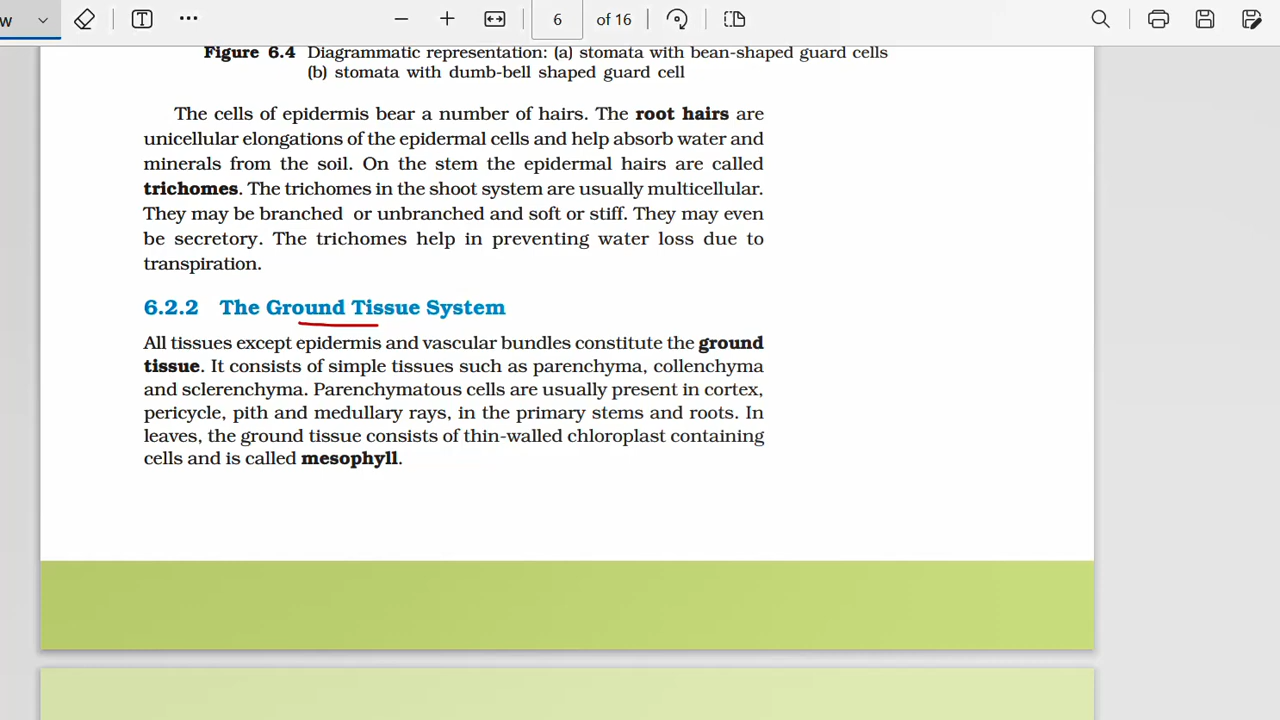 w
6 of 16
Figure 6.4 Diagrammatic representation: (a) stomata with bean-shaped guard cells
(b) stomata with dumb-bell shaped guard cell
The cells of epidermis bear a number of hairs. The root hairs are
unicellular elongations of the epidermal cells and help absorb water and
minerals from the soil. On the stem the epidermal hairs are called
trichomes. The trichomes in the shoot system are usually multicellular.
They may be branched or unbranched and soft or stiff. They may even
be secretory. The trichomes help in preventing water loss due to
transpiration.
6.2.2 The Ground Tissue System
All tissues except epidermis and vascular bundles constitute the ground
tissue. It consists of simple tissues such as parenchyma, collenchyma
and sclerenchyma. Parenchymatous cells are usually present in cortex,
pericycle, pith and medullary rays, in the primary stems and roots. In
leaves, the ground tissue consists of thin-walled chloroplast containing
cells and is called mesophyll.